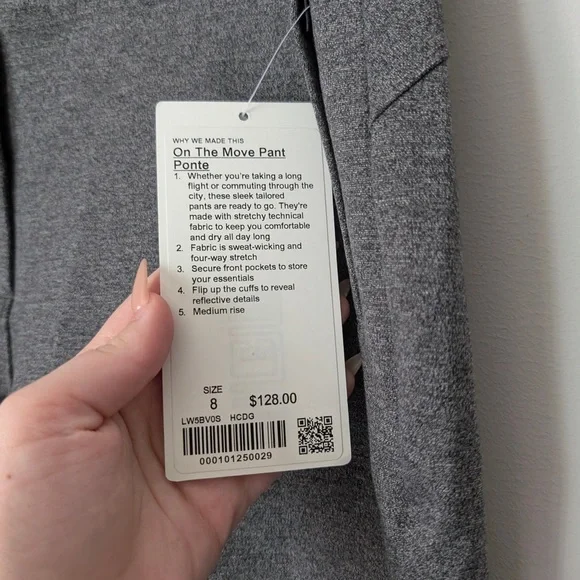 WHY WE MADE THIS
On The Move Pant
Ponte
1. Whether you're taking a long
flight or commuting through the
city, these sleek tailored
pants are ready to go. They're
made with stretchy technical
fabric to keep you comfortable
and dry all day long
2. Fabric is sweat-wicking and
four-way stretch
3. Secure front pockets to store
your essentials
4. Flip up the cuffs to reveal
reflective details
5. Medium rise
SIZE
8 $128.00
LW5BV0S HCDG
000101250029